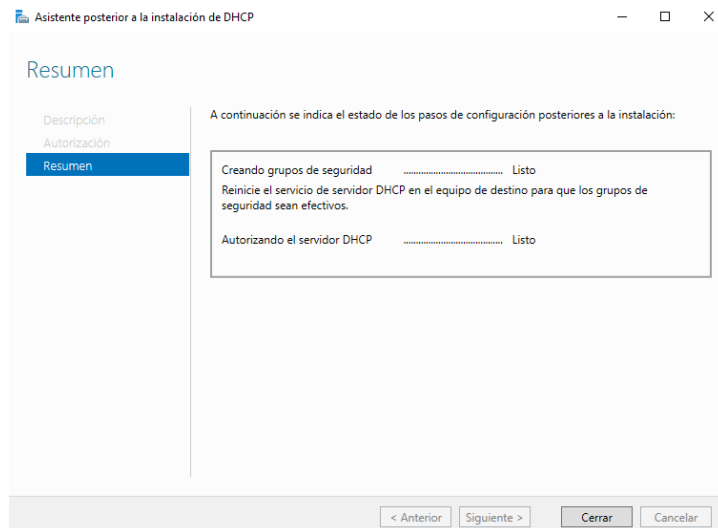 Asistente posterior a la instalación de DHCP
Resumen
Descripción
Autorización
Resumen
A continuación se indica el estado de los pasos de configuración posteriores a la instalación:
Creando grupos de seguridad ........................................ Listo
Reinicie el servicio de servidor DHCP en el equipo de destino para que los grupos de
seguridad sean efectivos.
Autorizando el servidor DHCP ........................................ Listo
< Anterior Siguiente > Cerrar Cancelar